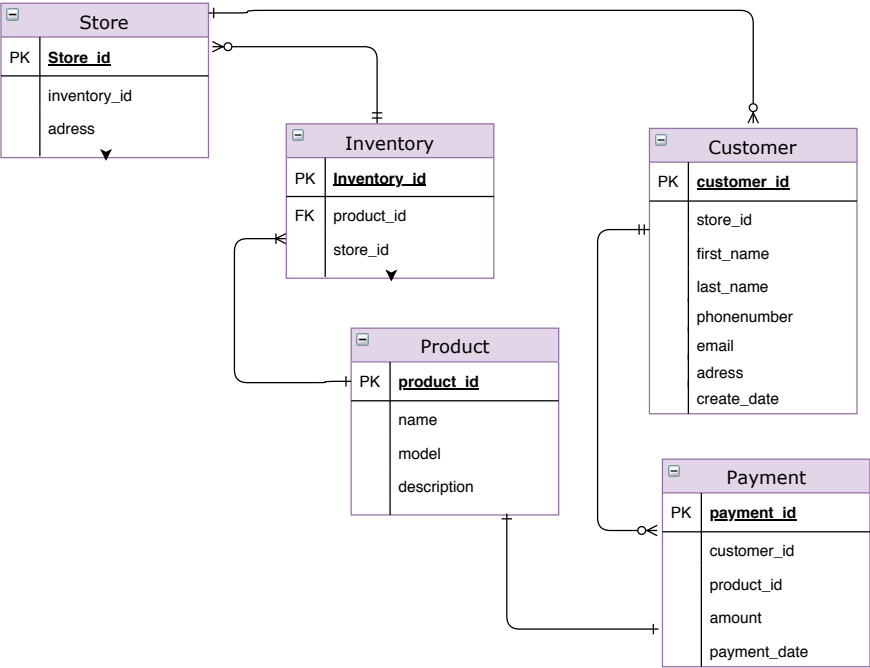 Store
PK Store_id
inventory_id
adress
Inventory
PK Inventory_id
FK product_id
store_id
Product
PK product_id
name
model
description
Customer
PK customer_id
store_id
first_name
last_name
phonenumber
email
adress
create_date
Payment
PK payment_id
customer_id
product_id
amount
payment_date